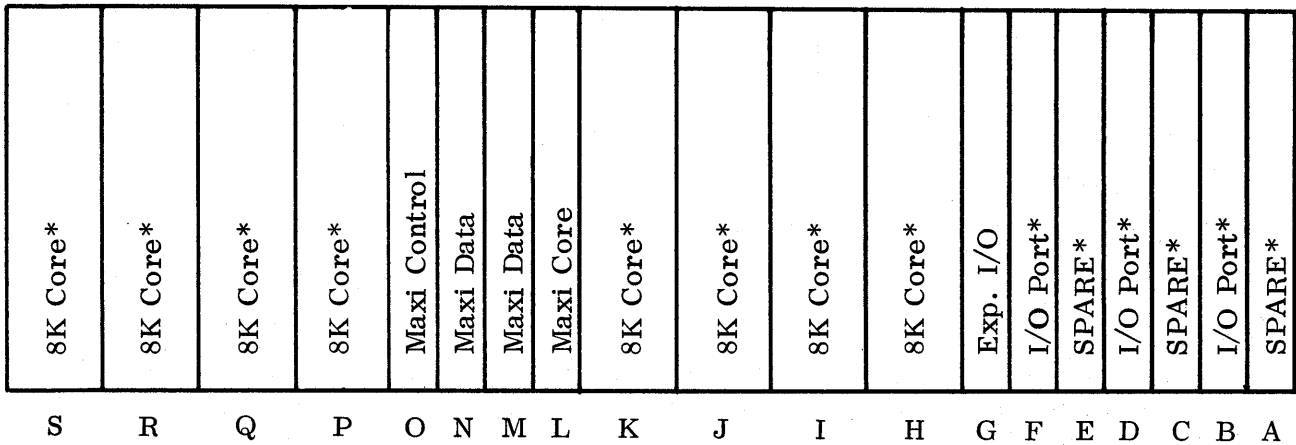 8K Core*
8K Core*
8K Core*
8K Core*
Maxi Control
Maxi Data
Maxi Data
Maxi Core
8K Core*
8K Core*
8K Core*
8K Core*
Exp. I/O
I/O Port*
SPARE*
I/O Port*
SPARE*
I/O Port*
SPARE*
S R Q P O N M L K J I H G F E D C B A